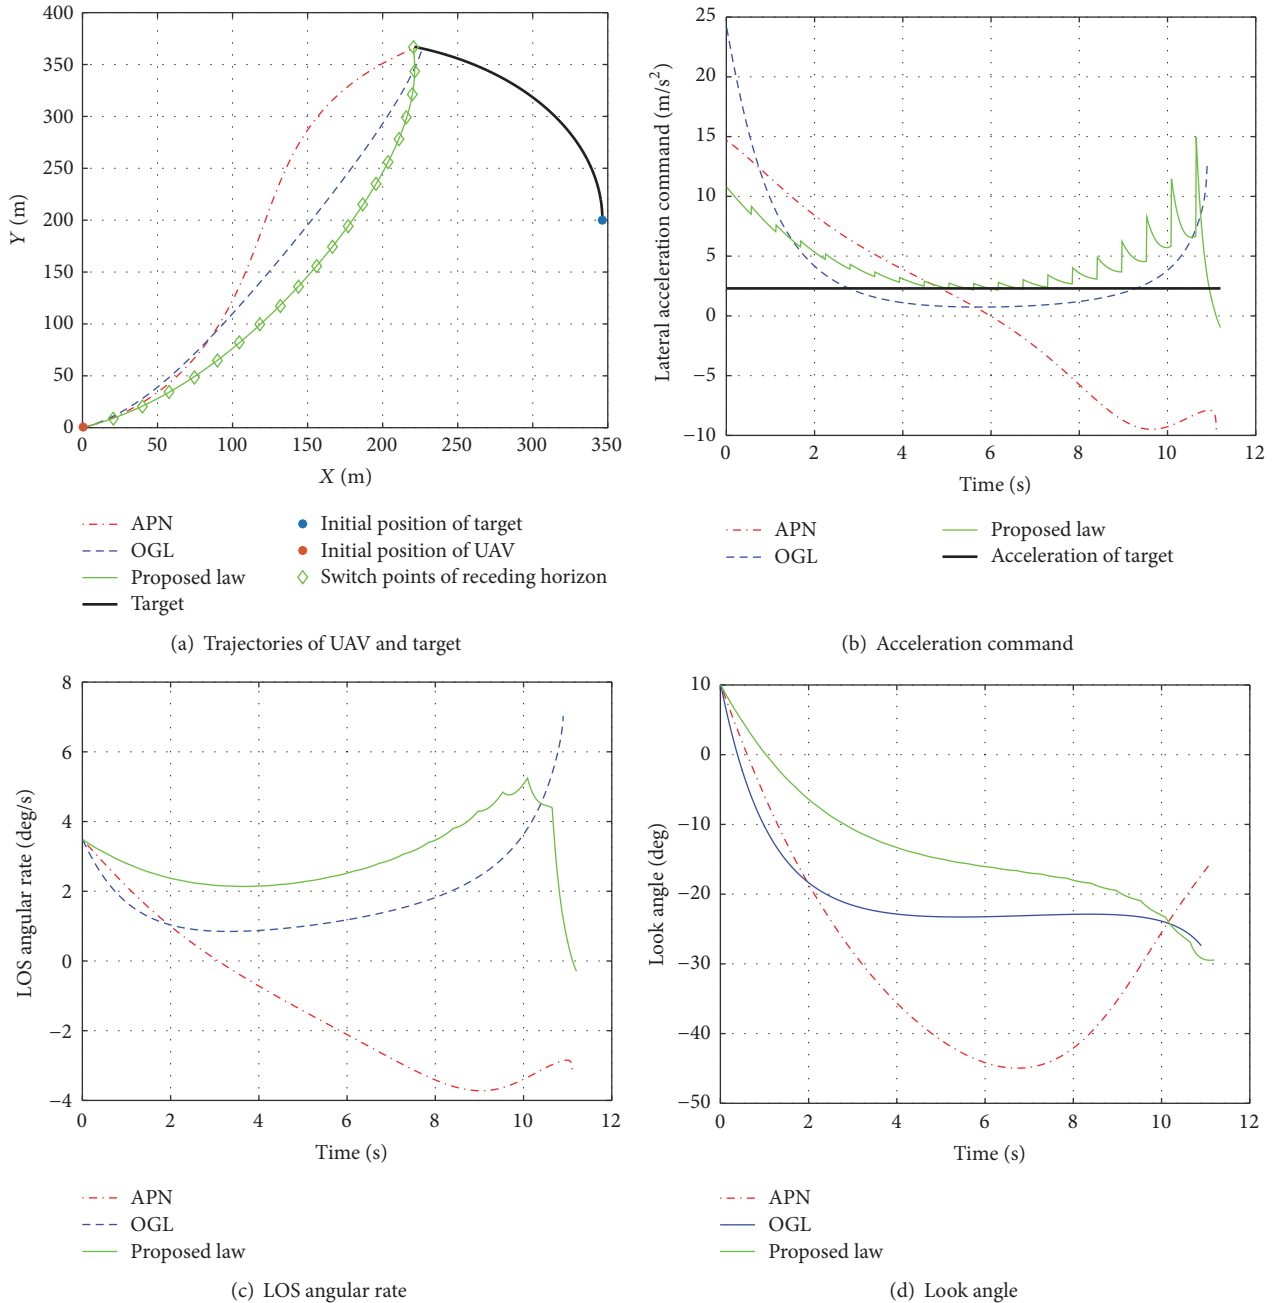 400
350
300
250
200
150
100
50
0
Y (m)
0 50 100 150 200 250 300 350
X (m)
APN
OGL
Proposed law
Target
Initial position of target
Initial position of UAV
Switch points of receding horizon
(a) Trajectories of UAV and target
25
20
15
10
5
0
−5
−10
Lateral acceleration command (m/s²)
0 2 4 6 8 10 12
Time (s)
APN
OGL
Proposed law
Acceleration of target
(b) Acceleration command
8
6
4
2
0
−2
−4
LOS angular rate (deg/s)
0 2 4 6 8 10 12
Time (s)
APN
OGL
Proposed law
(c) LOS angular rate
10
0
−10
−20
−30
−40
−50
Look angle (deg)
0 2 4 6 8 10 12
Time (s)
APN
OGL
Proposed law
(d) Look angle